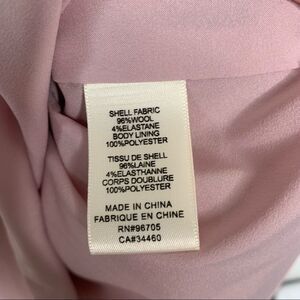 SHELL FABRIC
96%WOOL
4%ELASTANE
BODY LINING
100%POLYESTER
TISSU DE SHELL
96%LAINE
4%ELASTHANNE
CORPS DOUBLURE
100%POLYESTER
MADE IN CHINA
FABRIQUE EN CHINE
RN#96705
CA#34460